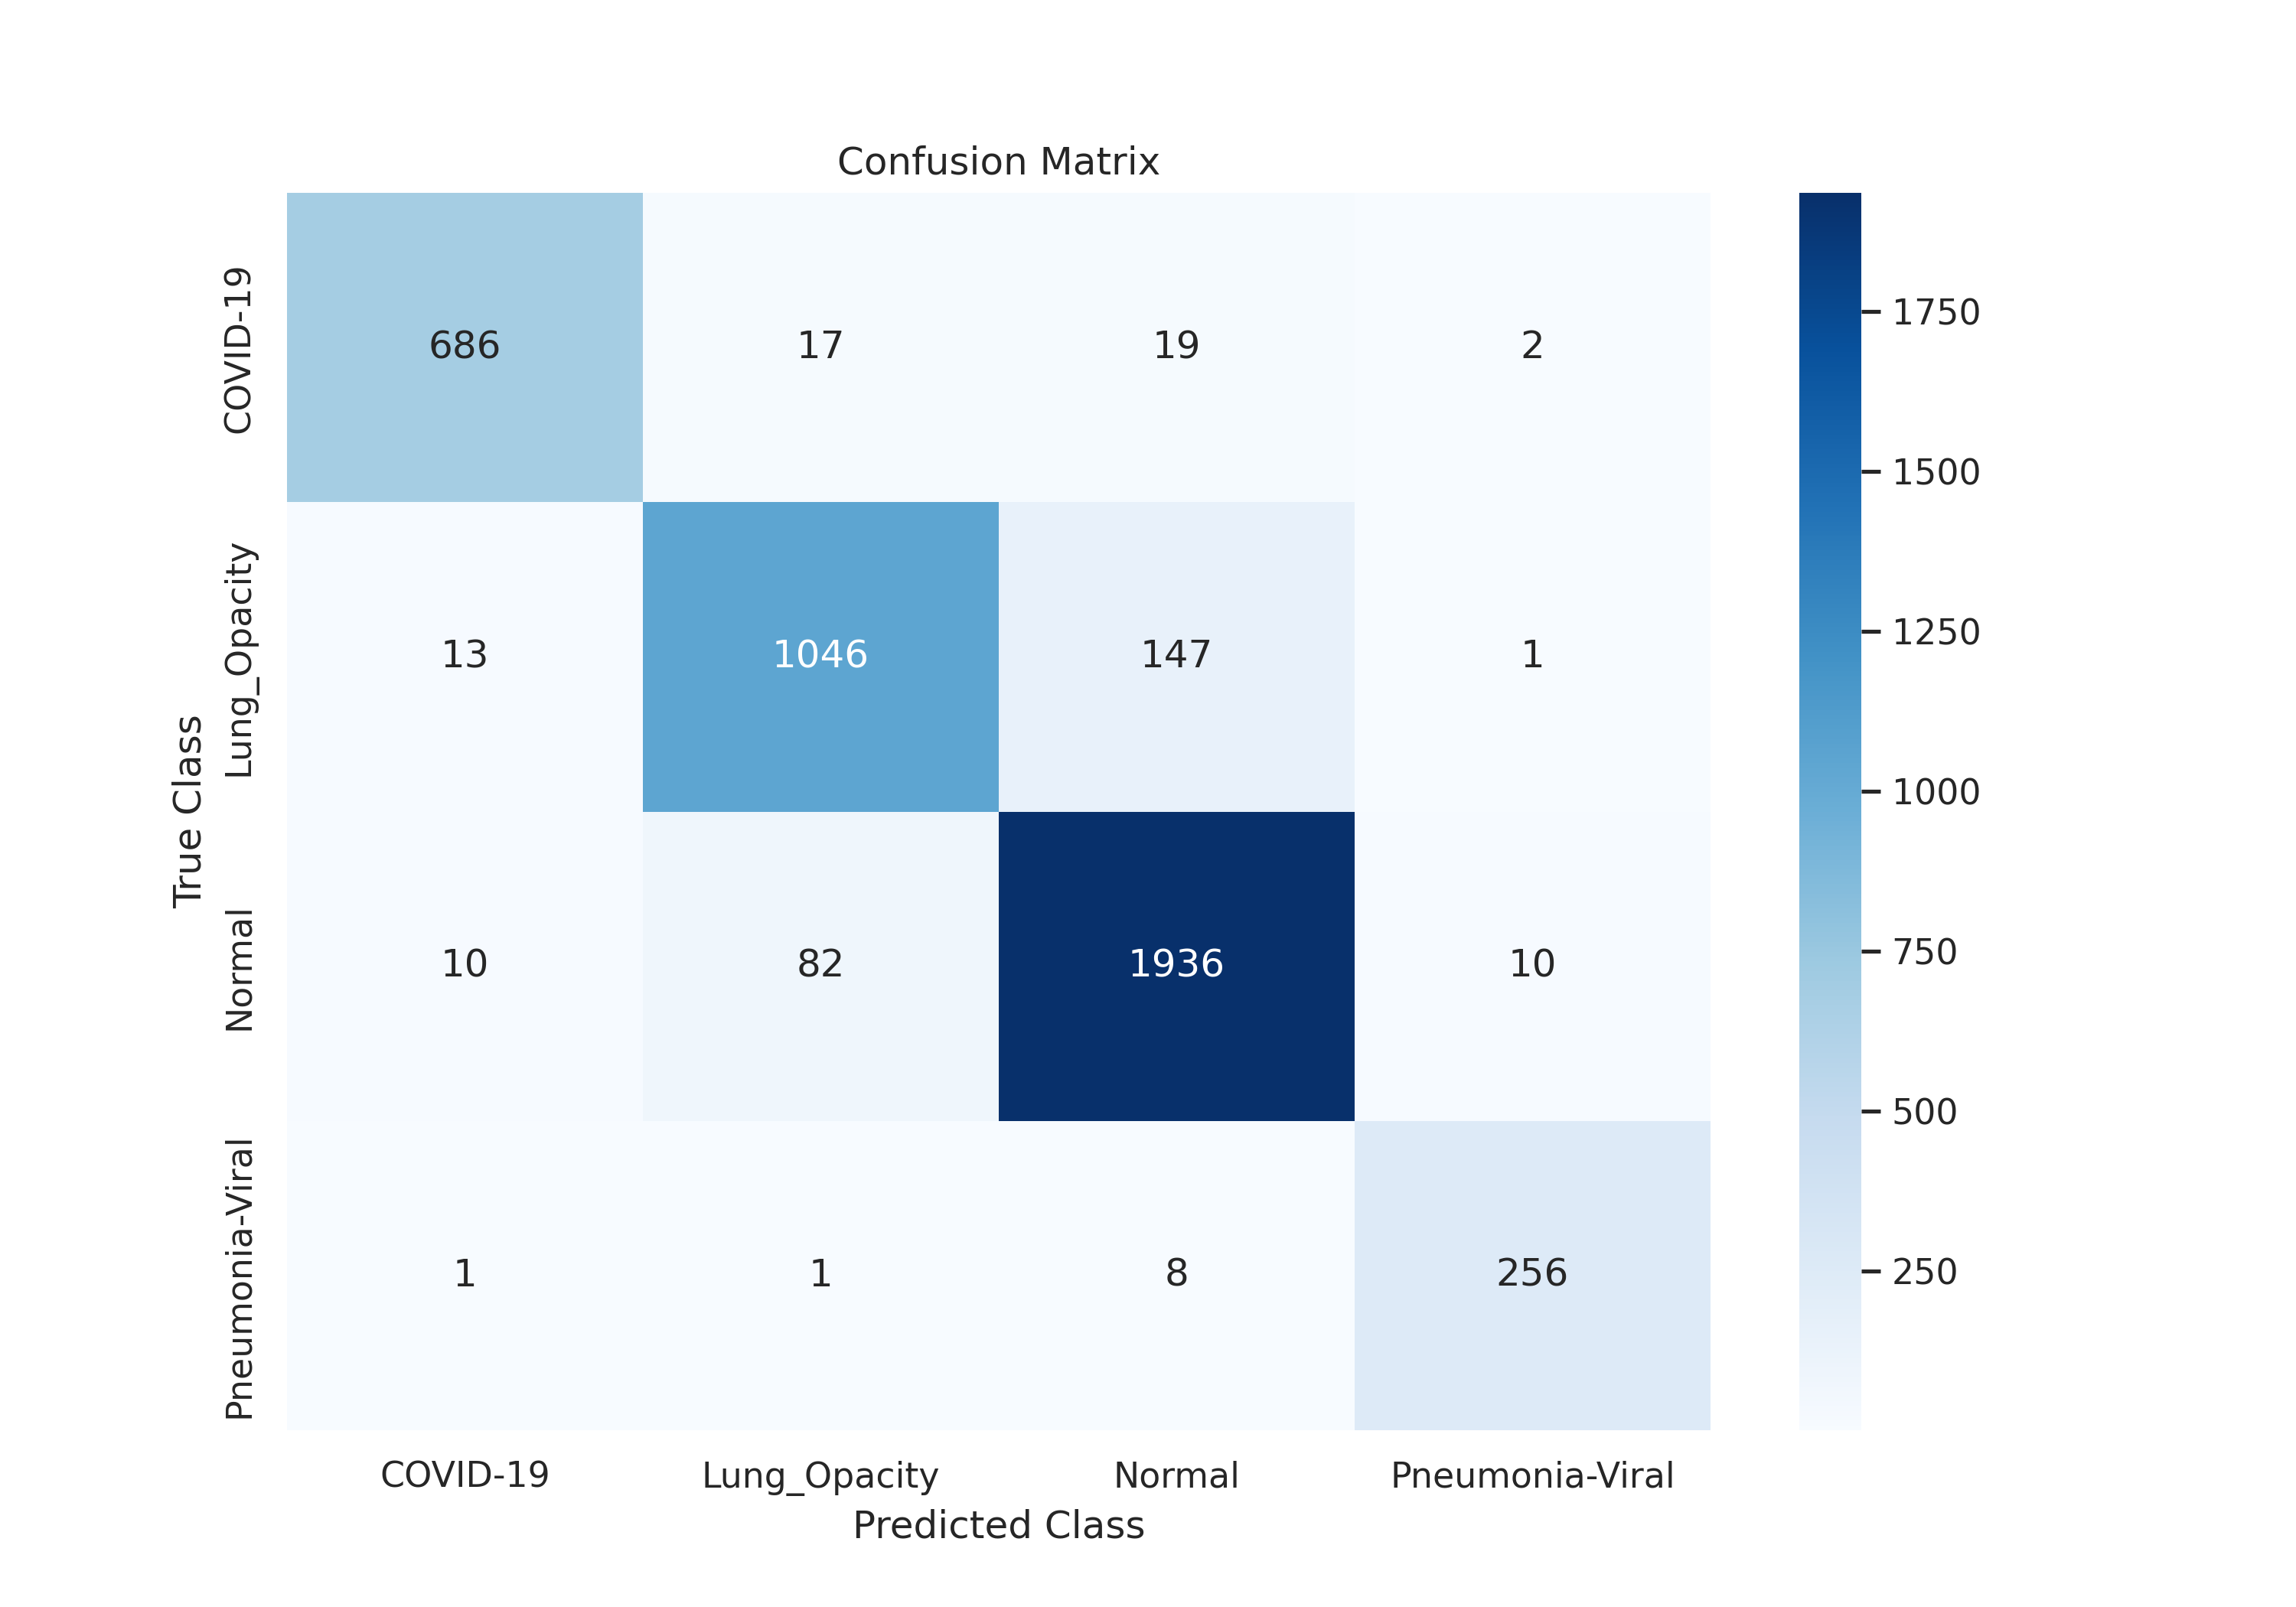 Confusion Matrix
True Class
COVID-19
686 17 19 2
Lung_Opacity
13 1046 147 1
Normal
10 82 1936 10
Pneumonia-Viral
1 1 8 256
COVID-19 Lung_Opacity Normal Pneumonia-Viral
Predicted Class
1750
1500
1250
1000
750
500
250